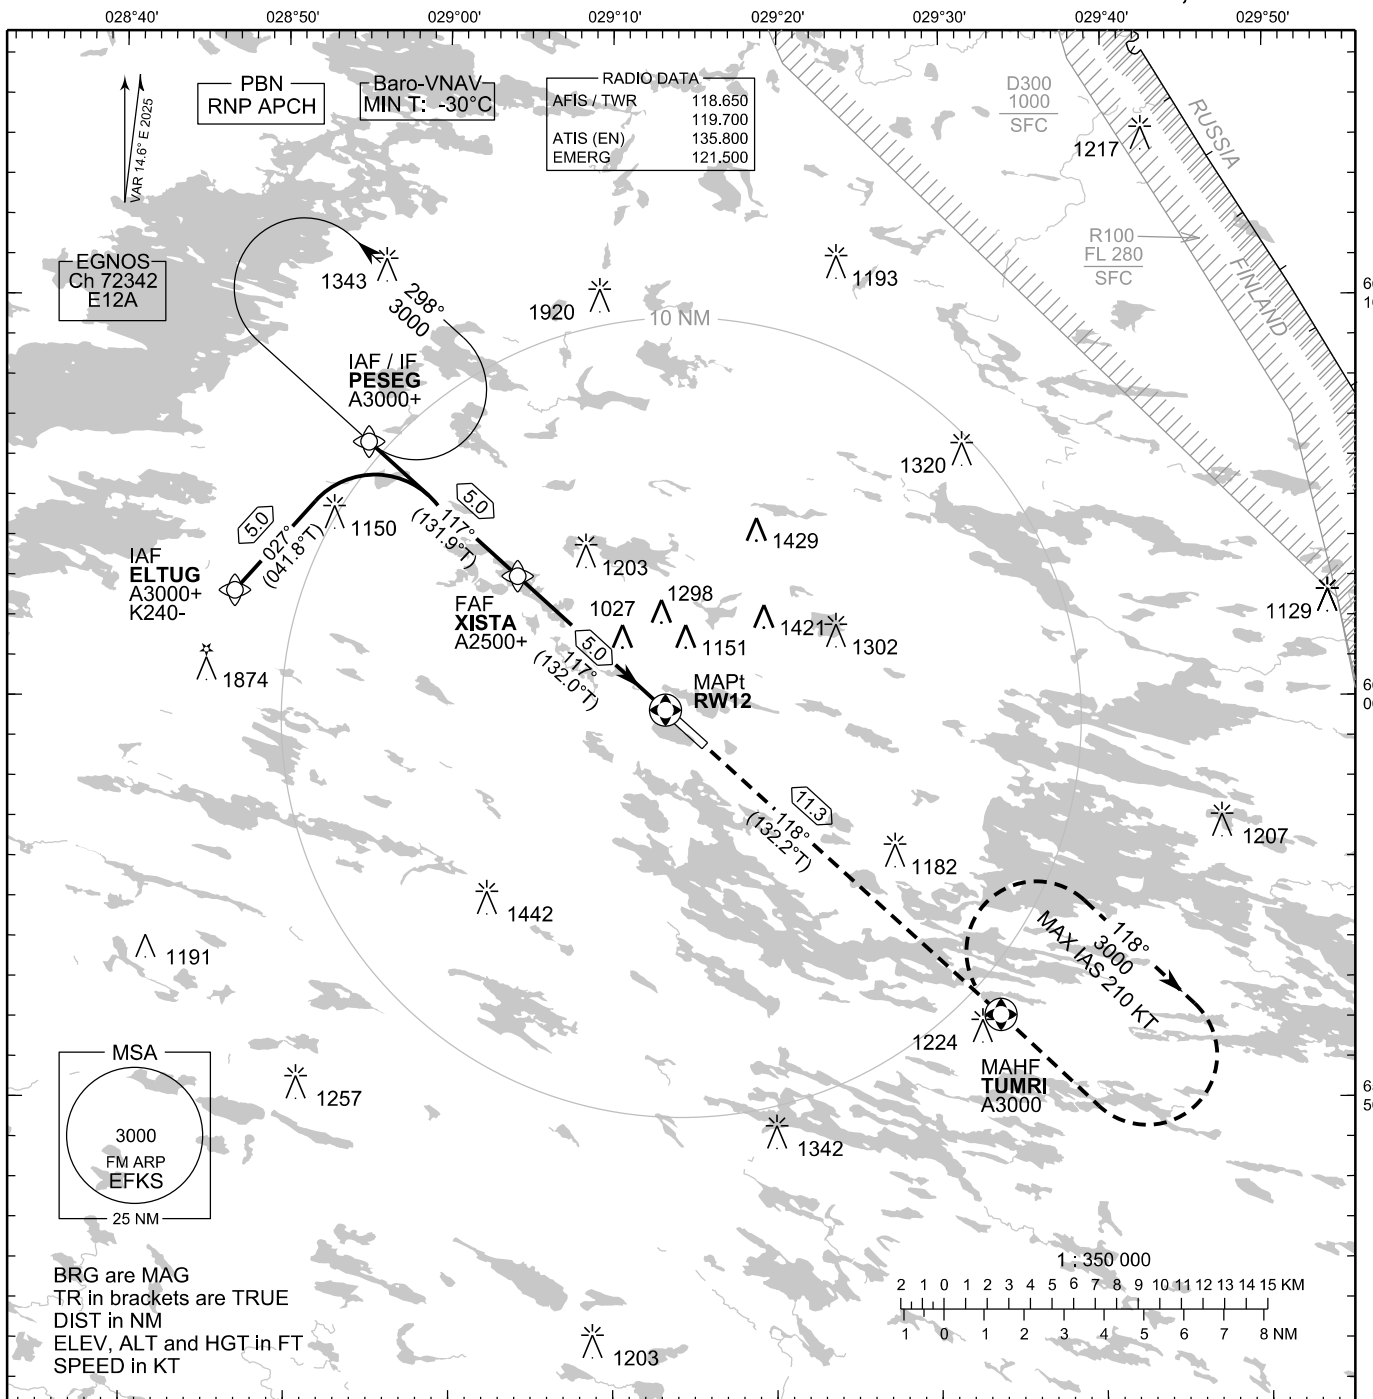 028°40' 028°50' 029°00' 029°10' 029°20' 029°30' 029°40' 029°50'
VAR 14.6° E 2025
PBN
RNP APCH
Baro-VNAV
MIN T: -30°C
RADIO DATA
AFIS / TWR 118.650
119.700
ATIS (EN) 135.800
EMERG 121.500
D300
1000
SFC
1217
RUSSIA
FINLAND
R100
FL 280
SFC
EGNOS
Ch 72342
E12A
1343
298°
3000
1920
1193
10 NM
IAF / IF
PESEG
A3000+
1320
5.0
027°
(041.8°T)
1150
5.0
117°
(131.9°T)
1429
IAF
ELTUG
A3000+
K240-
1203
FAF
XISTA
A2500+
1027
1298
1151
1421
1302
1129
5.0
117°
(132.0°T)
1874
MAPt
RW12
11.3
118°
(132.2°T)
1182
1207
1442
1191
118°
3000
MAX IAS 210 KT
1224
MAHF
TUMRI
A3000
MSA
3000
FM ARP
EFKS
25 NM
1257
1342
1203
BRG are MAG
TR in brackets are TRUE
DIST in NM
ELEV, ALT and HGT in FT
SPEED in KT
1 : 350 000
2 1 0 1 2 3 4 5 6 7 8 9 10 11 12 13 14 15 KM
1 0 1 2 3 4 5 6 7 8 NM